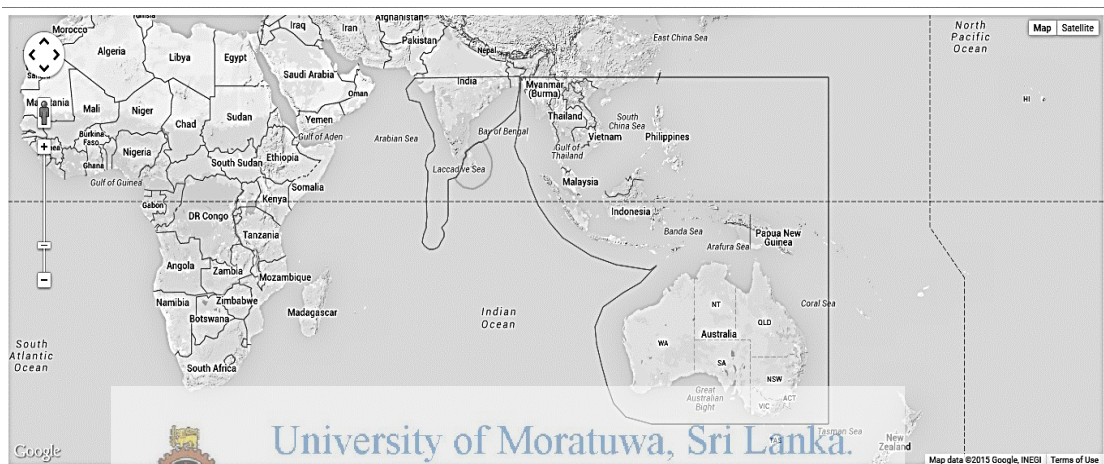 Tunisia
Morocco
Algeria
Libya
Egypt
Iraq
Iran
Afghanistan
Pakistan
Nepal
East China Sea
North
Pacific
Ocean
Map
Satellite
Saudi Arabia
Oman
India
Myanmar
(Burma)
HI
Mali
Niger
Chad
Sudan
Yemen
Gulf of Aden
Arabian Sea
Bay of Bengal
Thailand
Vietnam
South
China Sea
Philippines
Burkina
Faso
Ghana
Nigeria
South Sudan
Ethiopia
Gulf of
Thailand
Laccadive Sea
Gulf of Guinea
Somalia
Malaysia
Gabon
DR Congo
Kenya
Indonesia
Tanzania
Banda Sea
Papua New
Guinea
Arafura Sea
Angola
Zambia
Mozambique
Namibia
Zimbabwe
Botswana
Madagascar
Indian
Ocean
NT
QLD
Coral Sea
WA
Australia
SA
South
Atlantic
Ocean
South Africa
NSW
ACT
VIC
Great
Australian
Bight
TAS
Tasman Sea
New
Zealand
University of Moratuwa, Sri Lanka.
Google
Map data ©2015 Google, INEGI
Terms of Use